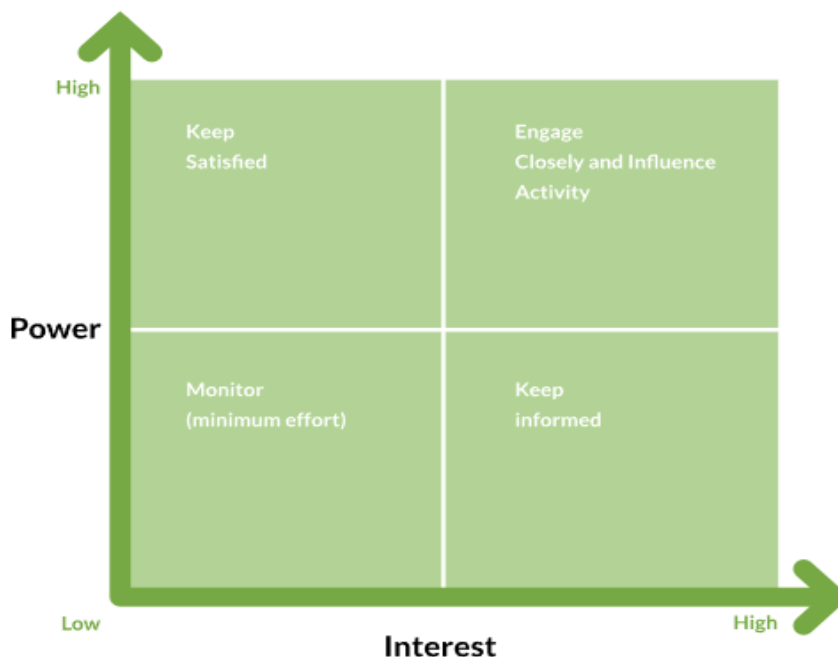 High
Keep
Satisfied
Engage
Closely and Influence
Activity
Power
Monitor
(minimum effort)
Keep
informed
Low
High
Interest